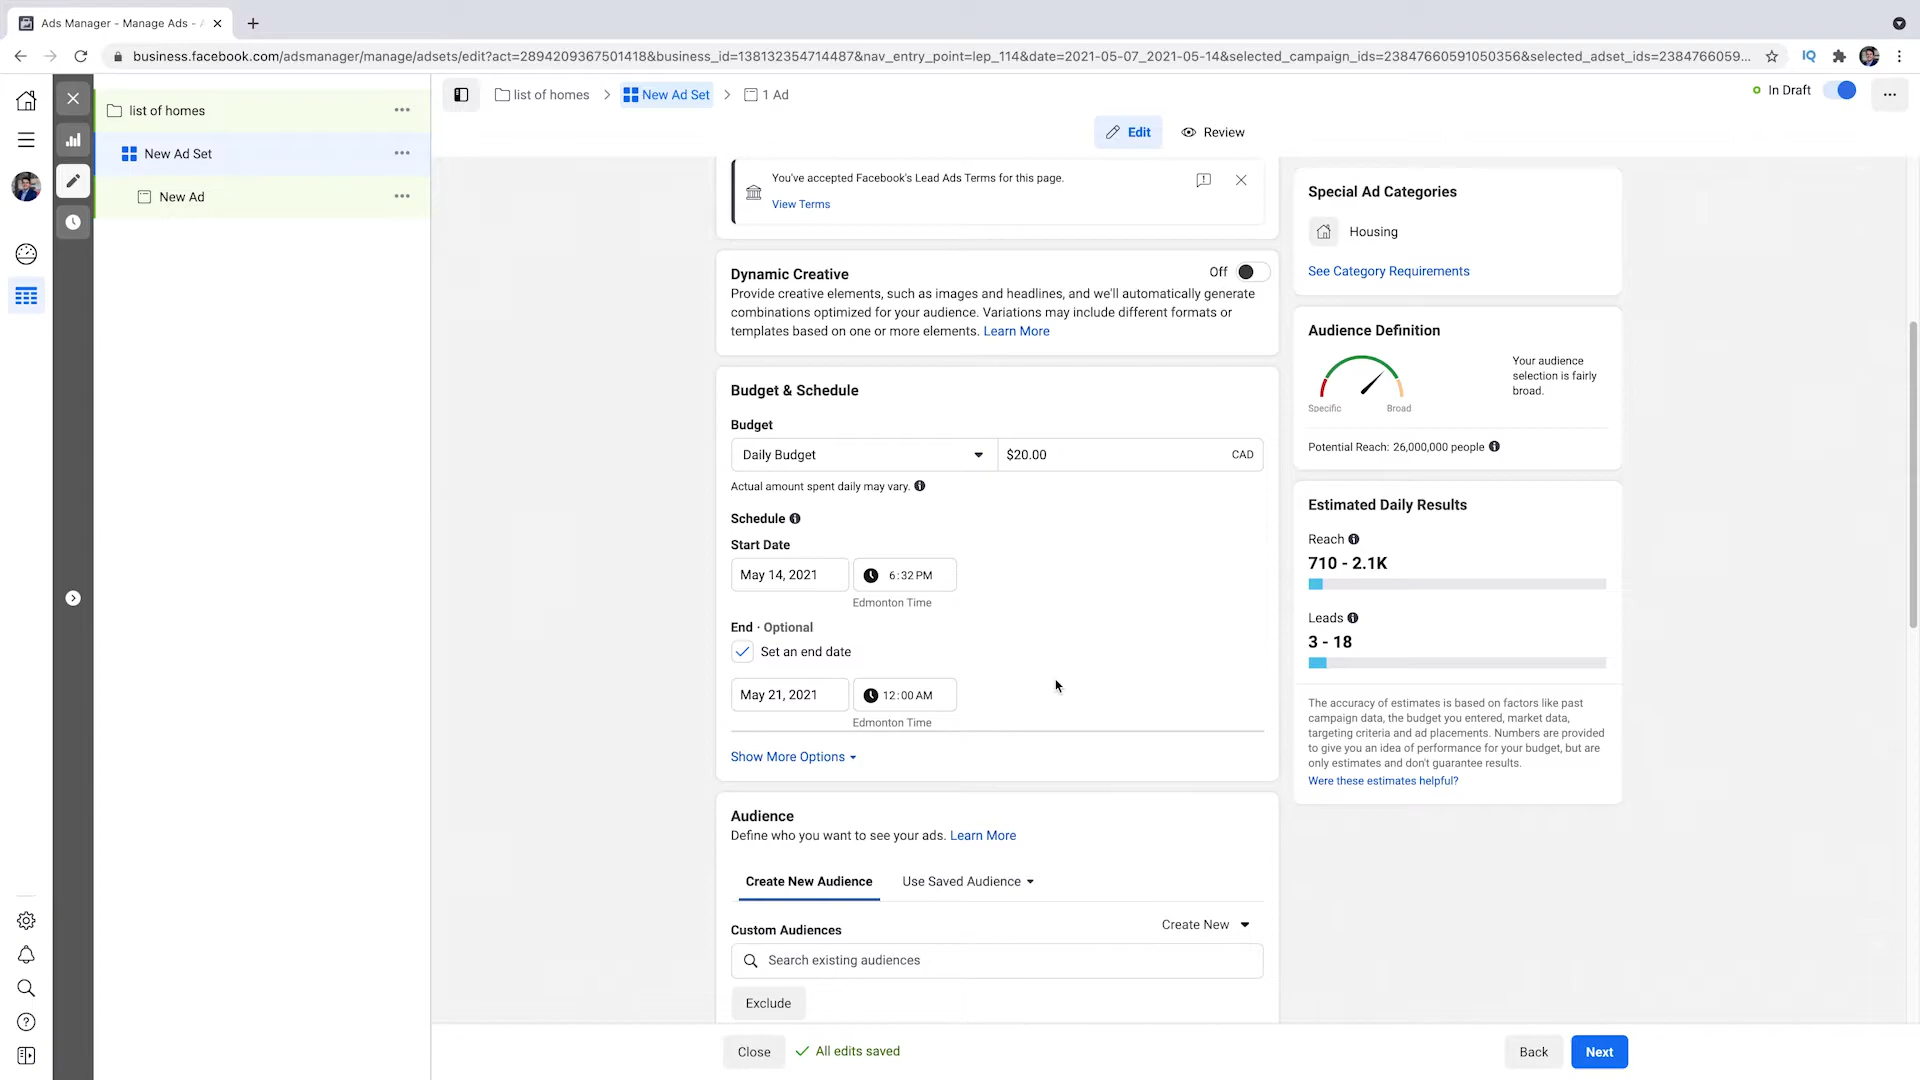 Ads Manager - Manage Ads - A
business.facebook.com/adsmanager/manage/adsets/edit?act=2894209367501418&business_id=138132354714487&nav_entry_point=lep_114&date=2021-05-07_2021-05-14&selected_campaign_ids=23847660591050356&selected_adset_ids=2384766059...
IQ
list of homes
New Ad Set
New Ad
list of homes > New Ad Set > 1 Ad
In Draft
Edit
Review
You've accepted Facebook's Lead Ads Terms for this page.
View Terms
Dynamic Creative
Off
Provide creative elements, such as images and headlines, and we'll automatically generate
combinations optimized for your audience. Variations may include different formats or
templates based on one or more elements. Learn More
Budget & Schedule
Budget
Daily Budget
$20.00
CAD
Actual amount spent daily may vary.
Schedule
Start Date
May 14, 2021
6:32 PM
Edmonton Time
End · Optional
Set an end date
May 21, 2021
12:00 AM
Edmonton Time
Show More Options
Audience
Define who you want to see your ads. Learn More
Create New Audience
Use Saved Audience
Custom Audiences
Create New
Search existing audiences
Exclude
Close
All edits saved
Back
Next
Special Ad Categories
Housing
See Category Requirements
Audience Definition
Your audience
selection is fairly
broad.
Specific
Broad
Potential Reach: 26,000,000 people
Estimated Daily Results
Reach
710 - 2.1K
Leads
3 - 18
The accuracy of estimates is based on factors like past
campaign data, the budget you entered, market data,
targeting criteria and ad placements. Numbers are provided
to give you an idea of performance for your budget, but are
only estimates and don't guarantee results.
Were these estimates helpful?